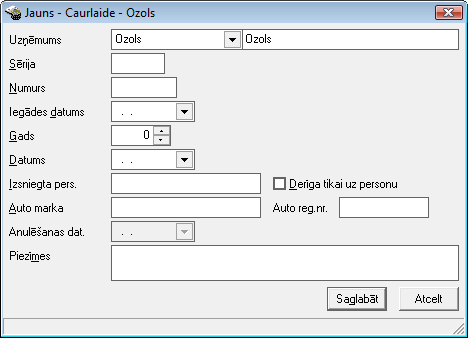 Jauns - Caurlaide - Ozols
Uzņēmums Ozols Ozols
Sērija
Numurs
Iegādes datums . .
Gads 0
Datums . .
Izsniegta pers. Derīga tikai uz personu
Auto marka Auto reg.nr.
Anulēšanas dat. . .
Piezīmes
Saglabāt Atcelt